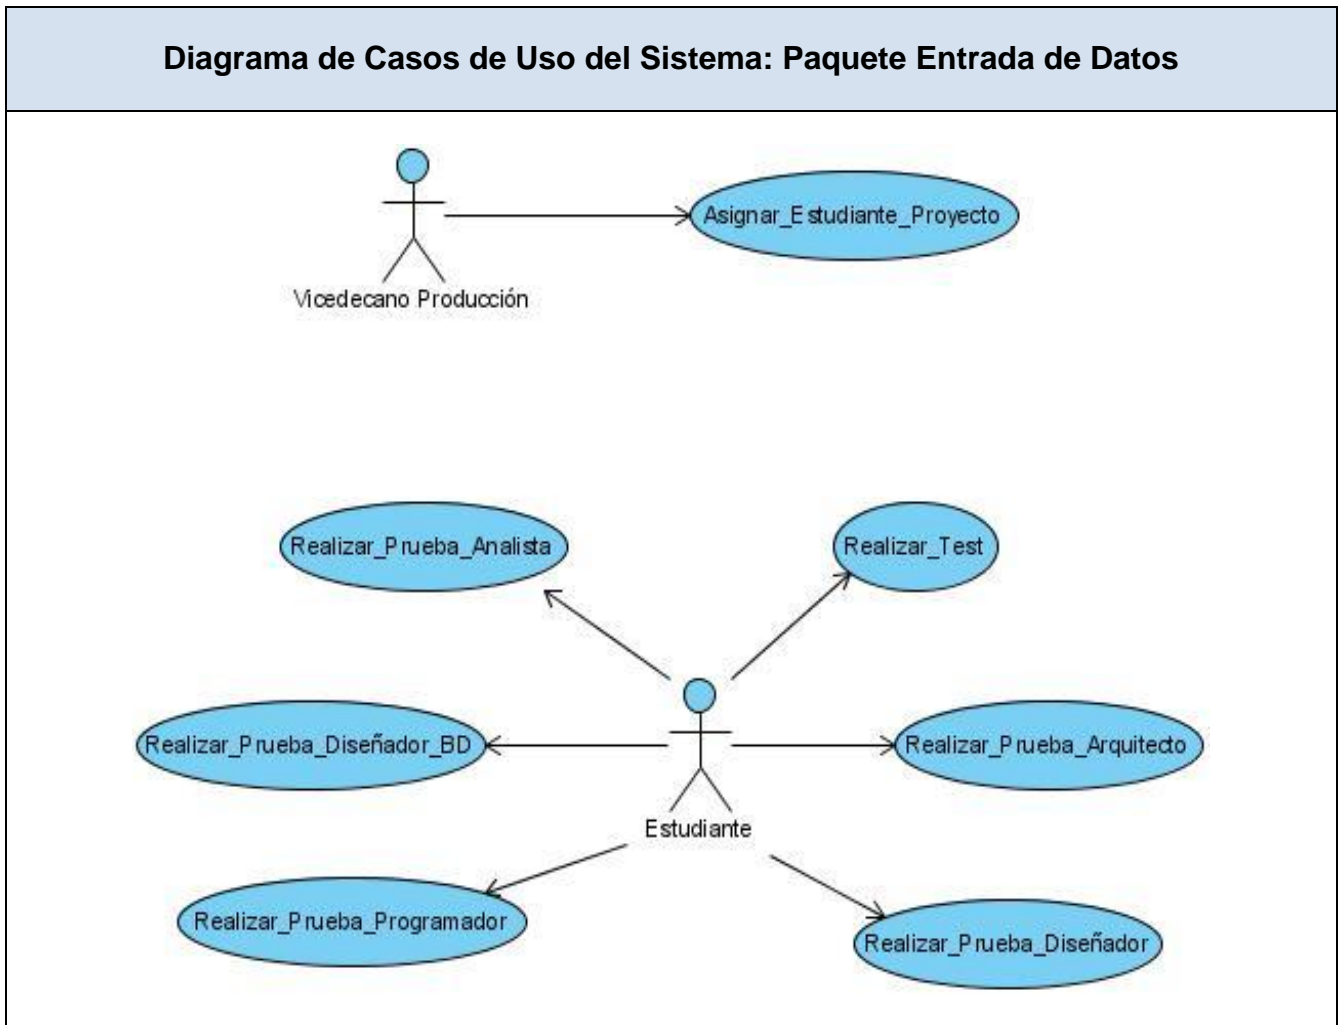 Diagrama de Casos de Uso del Sistema: Paquete Entrada de Datos
Asignar_Estudiante_Proyecto
Vicedecano Producción
Realizar_Prueba_Analista
Realizar_Test
Realizar_Prueba_Diseñador_BD
Realizar_Prueba_Arquitecto
Estudiante
Realizar_Prueba_Programador
Realizar_Prueba_Diseñador